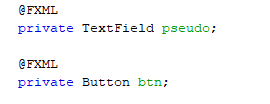 @FXML
private TextField pseudo;
@FXML
private Button btn;